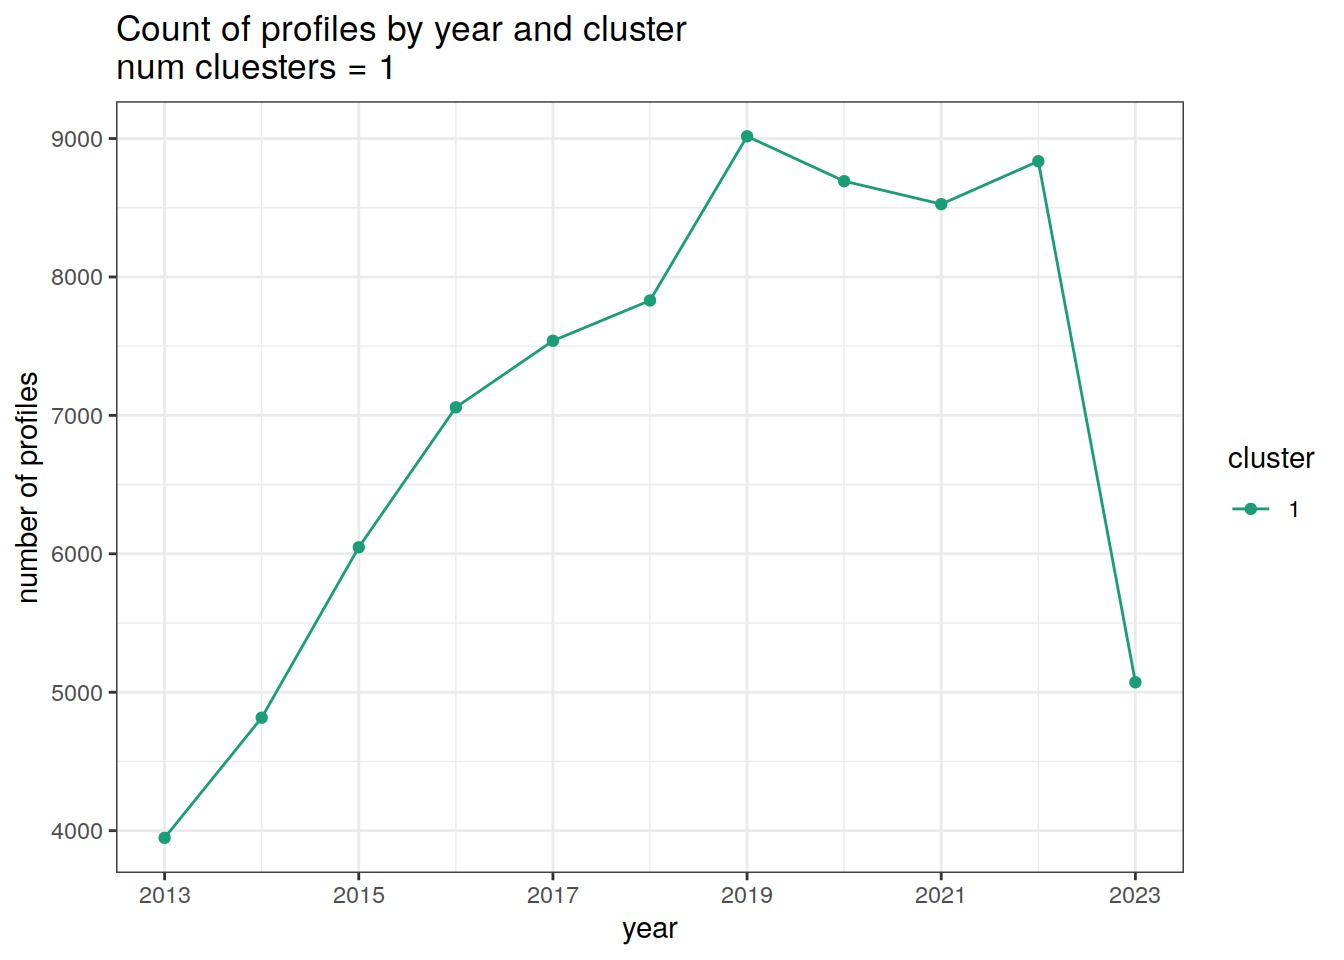 Count of profiles by year and cluster
num cluesters = 1
9000
8000
7000
6000
5000
4000
number of profiles
2013 2015 2017 2019 2021 2023
year
cluster
1